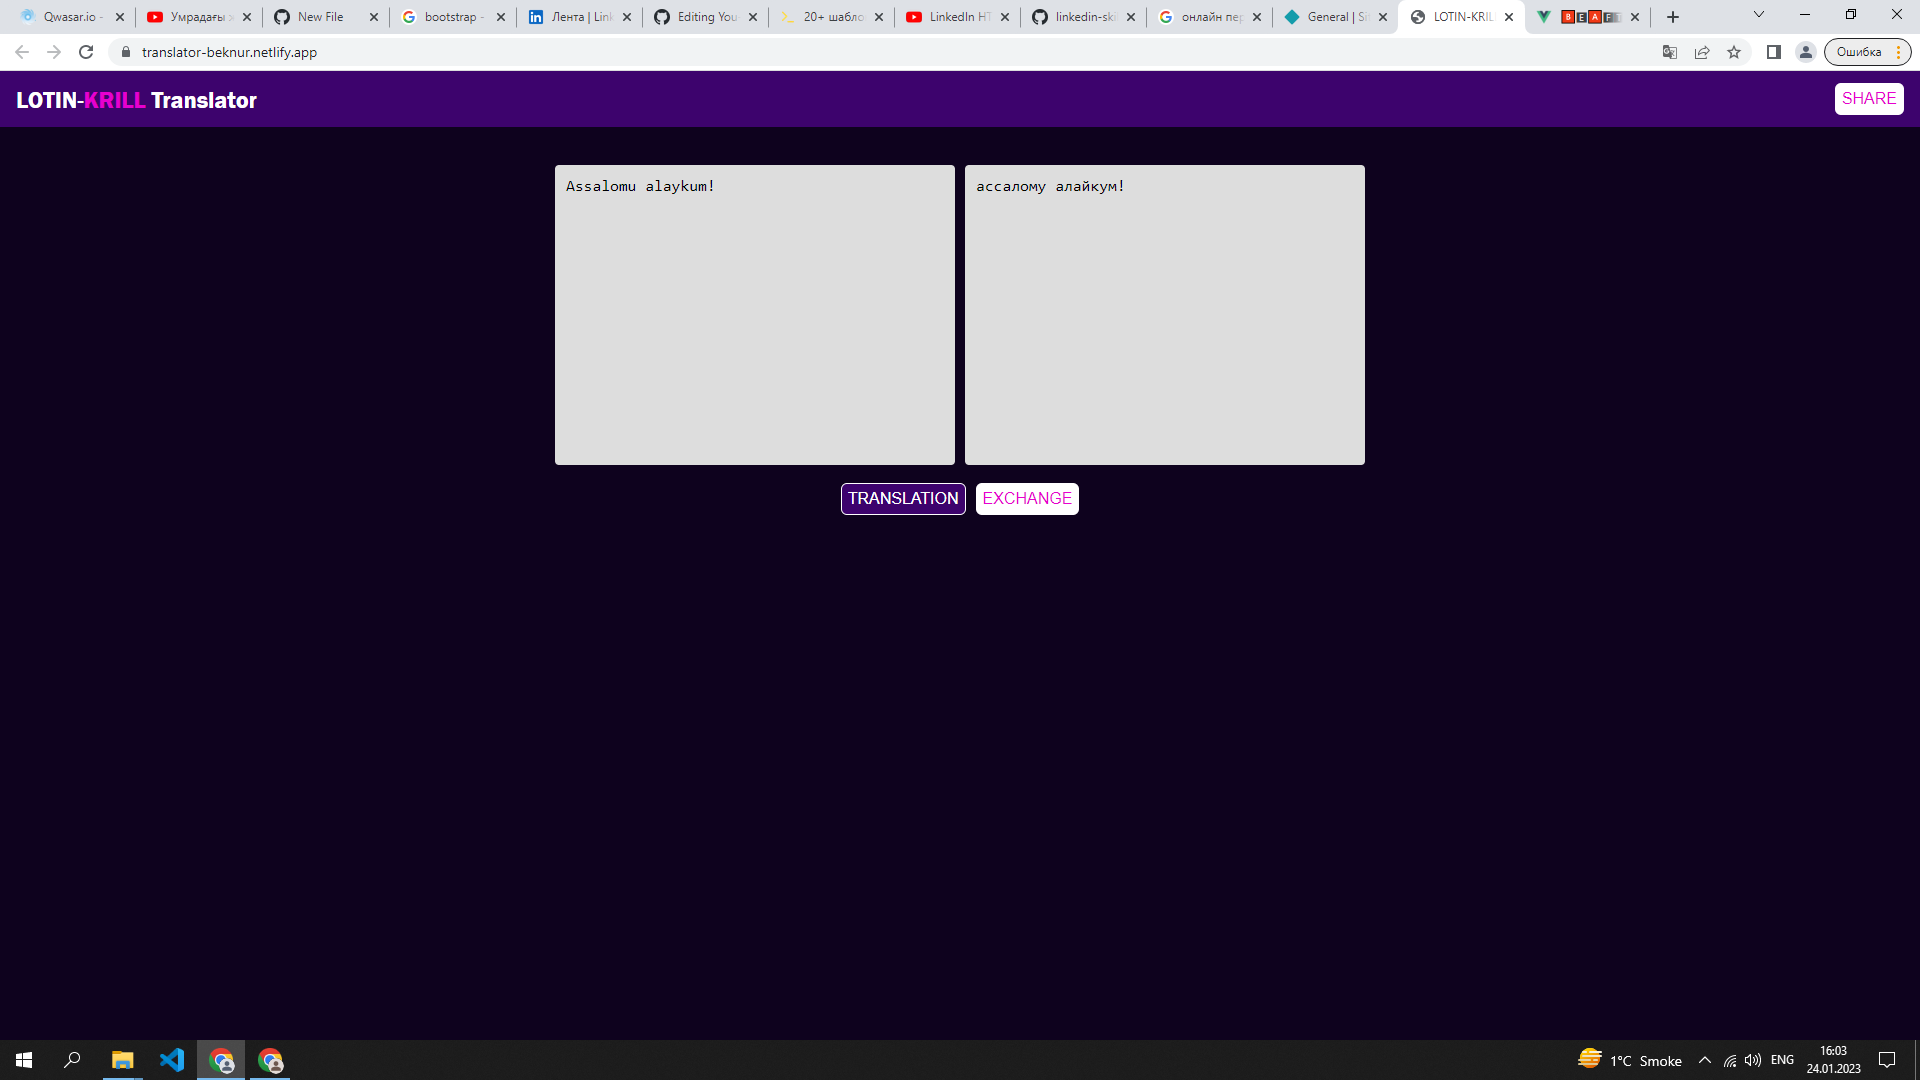 Qwasar.io -
Умрадағы
New File
bootstrap -
Лента | Link
Editing You
20+ шабло
LinkedIn HT
linkedin-ski
онлайн пер
General | Si
LOTIN-KRIL
B E A F T
translator-beknur.netlify.app
Ошибка
LOTIN-KRILL Translator
SHARE
Assalomu alaykum!
ассалому алайкум!
TRANSLATION
EXCHANGE
1°C Smoke
ENG
16:03
24.01.2023